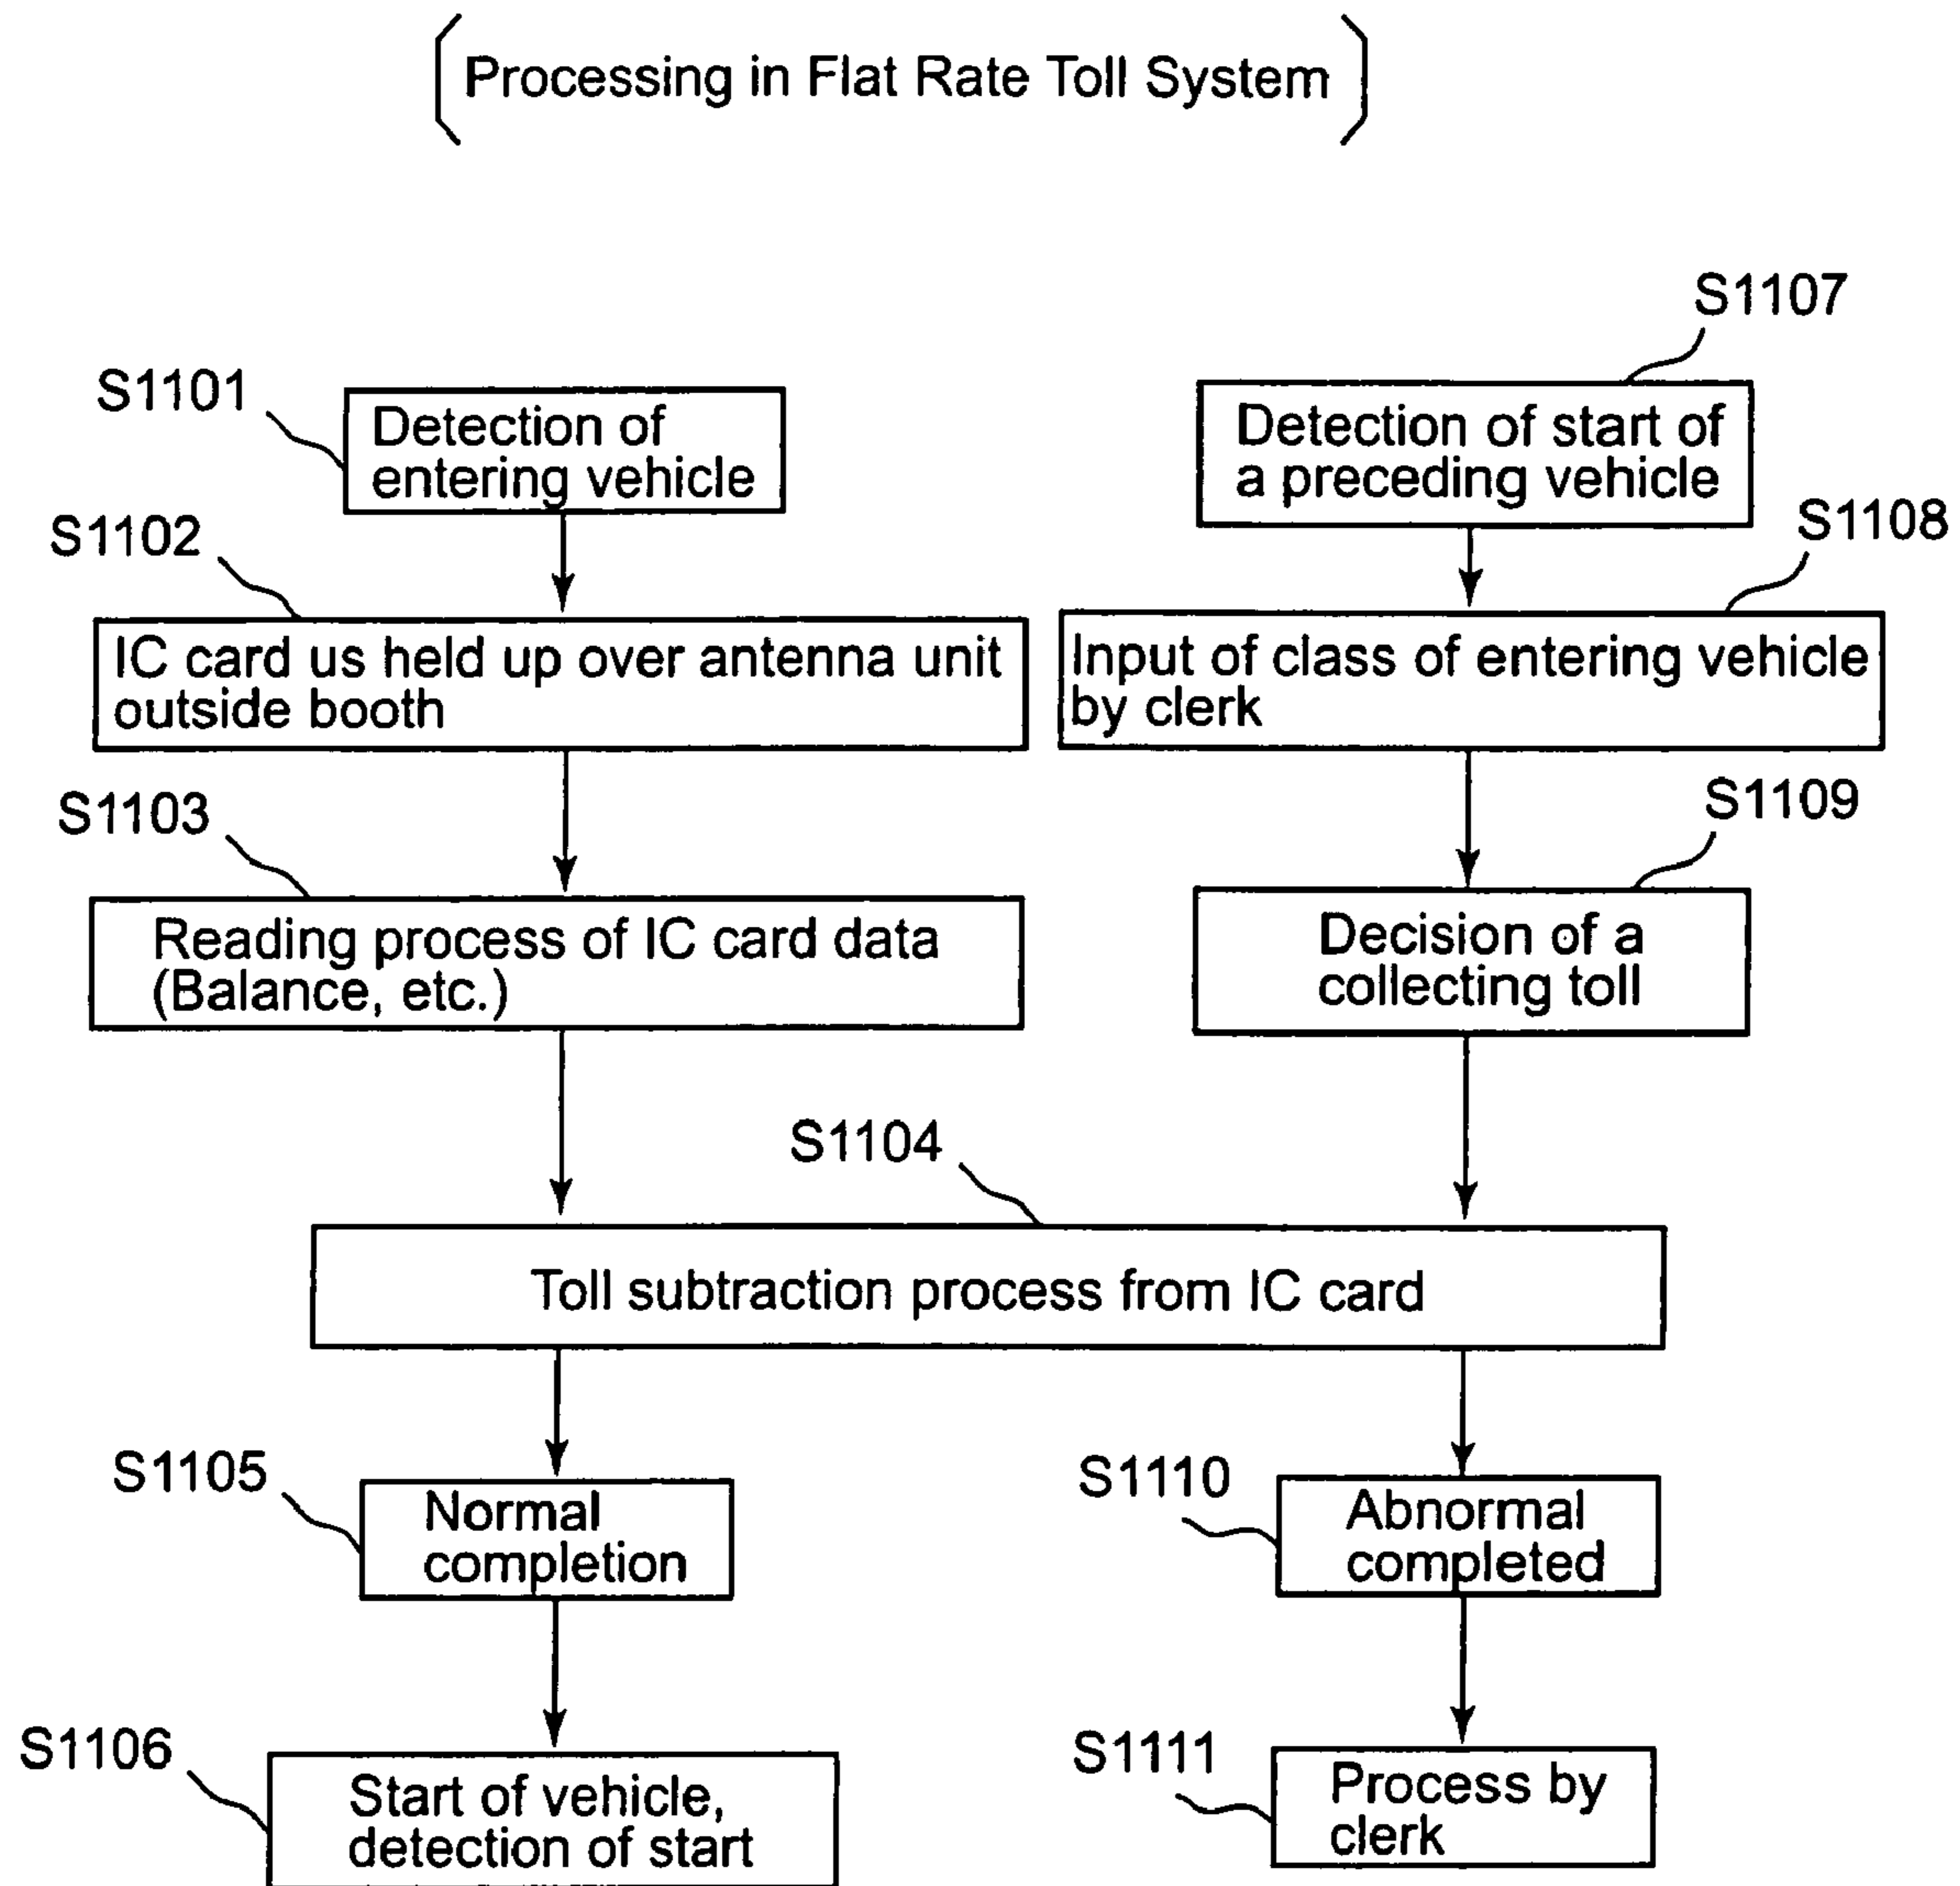 Processing in Flat Rate Toll System
S1107
S1101
Detection of
entering vehicle
Detection of start of
a preceding vehicle
S1102
S1108
IC card us held up over antenna unit
outside booth
Input of class of entering vehicle
by clerk
S1103
S1109
Reading process of IC card data
(Balance, etc.)
Decision of a
collecting toll
S1104
Toll subtraction process from IC card
S1105
Normal
completion
S1110
Abnormal
completed
S1106
Start of vehicle,
detection of start
S1111
Process by
clerk